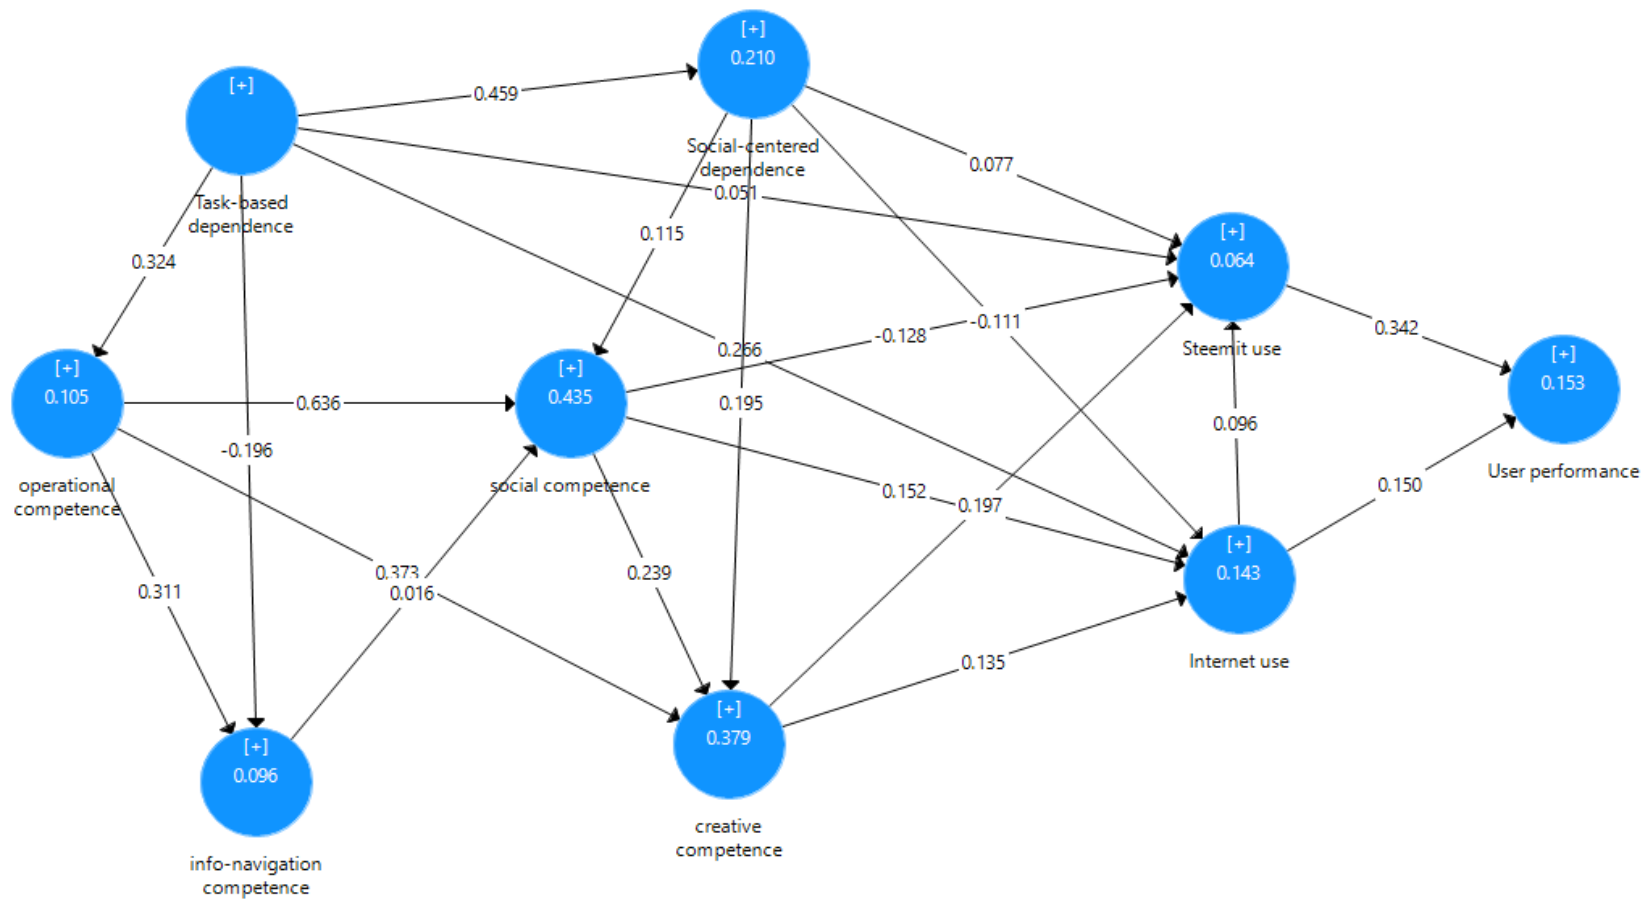 [+]
0.210
[+]
0.459
Social-centered
dependence
0.077
0.051
Task-based
dependence
[+]
0.064
0.115
0.324
-0.111
-0.128
0.342
Steemit use
0.266
[+]
0.153
[+]
0.105
0.636
[+]
0.435
0.195
0.096
-0.196
User performance
operational
competence
social competence
0.152
0.197
0.150
[+]
0.143
0.373
0.016
0.239
0.311
Internet use
0.135
[+]
0.379
[+]
0.096
creative
competence
info-navigation
competence